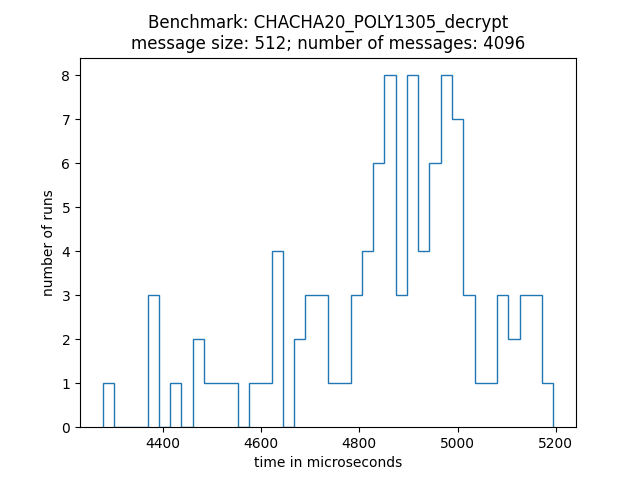 Benchmark: CHACHA20_POLY1305_decrypt
message size: 512; number of messages: 4096
8
7
6
5
4
3
2
1
0
number of runs
4400 4600 4800 5000 5200
time in microseconds